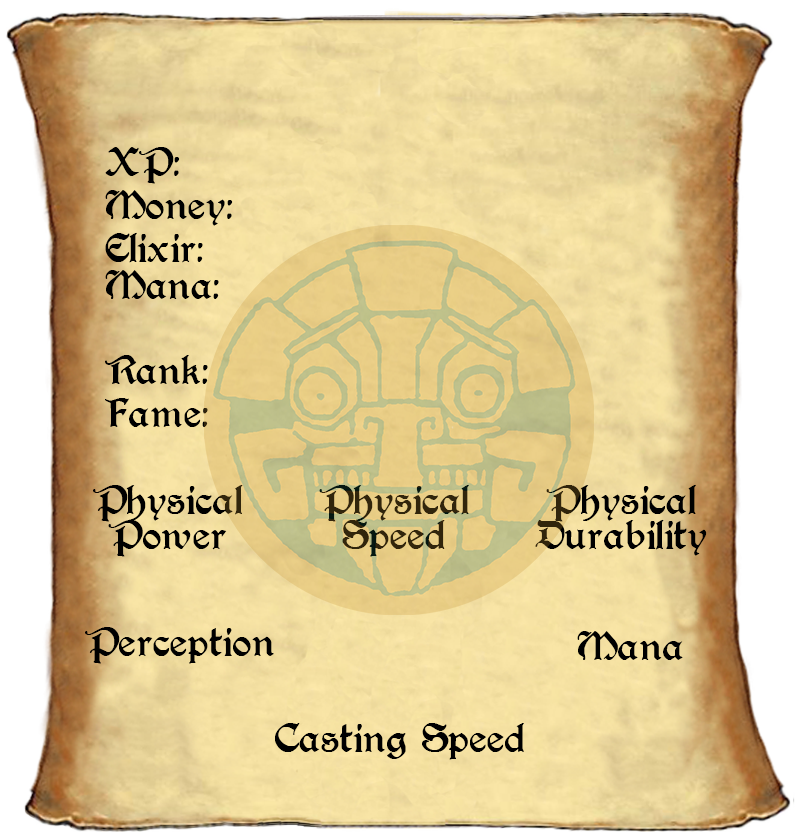 XP:
Money:
Elixir:
Mana:
Rank:
Fame:
Physical Power
Physical Speed
Physical Durability
Perception
Mana
Casting Speed